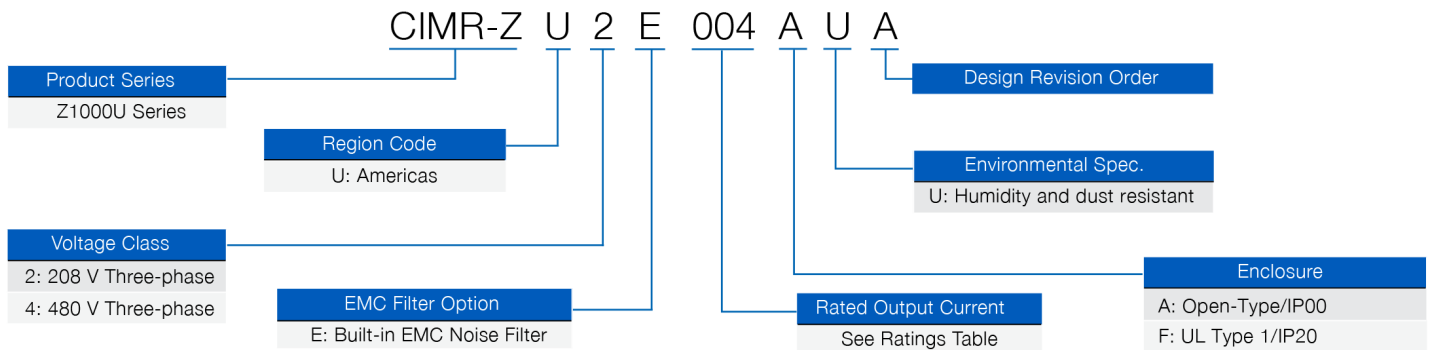 CIMR-Z U 2 E 004 A U A
Product Series
Z1000U Series
Design Revision Order
Region Code
U: Americas
Environmental Spec.
U: Humidity and dust resistant
Voltage Class
2: 208 V Three-phase
4: 480 V Three-phase
EMC Filter Option
E: Built-in EMC Noise Filter
Rated Output Current
See Ratings Table
Enclosure
A: Open-Type/IP00
F: UL Type 1/IP20